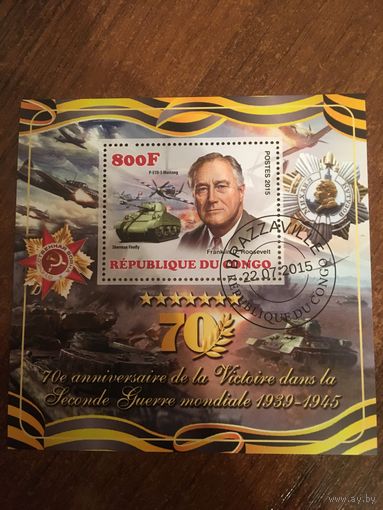 800F
P-51D-5 Mustang
POSTES 2015
Sherman Firefly
Franklin D. Roosevelt
RÉPUBLIQUE DU CONGO
BRAZZAVILLE
22.07.2015
REPUBLIQUE DU CONGO
70
70e anniversaire de la Victoire dans la
Seconde Guerre mondiale 1939-1945
www.ay.by